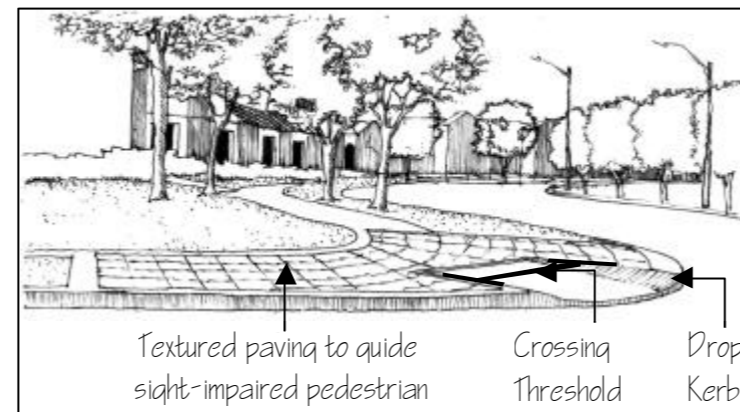 Textured paving to guide
sight-impaired pedestrian
Crossing
Threshold
Drop
Kerb